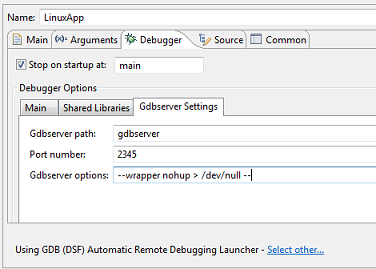 Name: LinuxApp
Main (x)= Arguments Debugger Source Common
Stop on startup at: main
Debugger Options
Main Shared Libraries Gdbserver Settings
Gdbserver path: gdbserver
Port number: 2345
Gdbserver options: --wrapper nohup > /dev/null --
Using GDB (DSF) Automatic Remote Debugging Launcher - Select other...